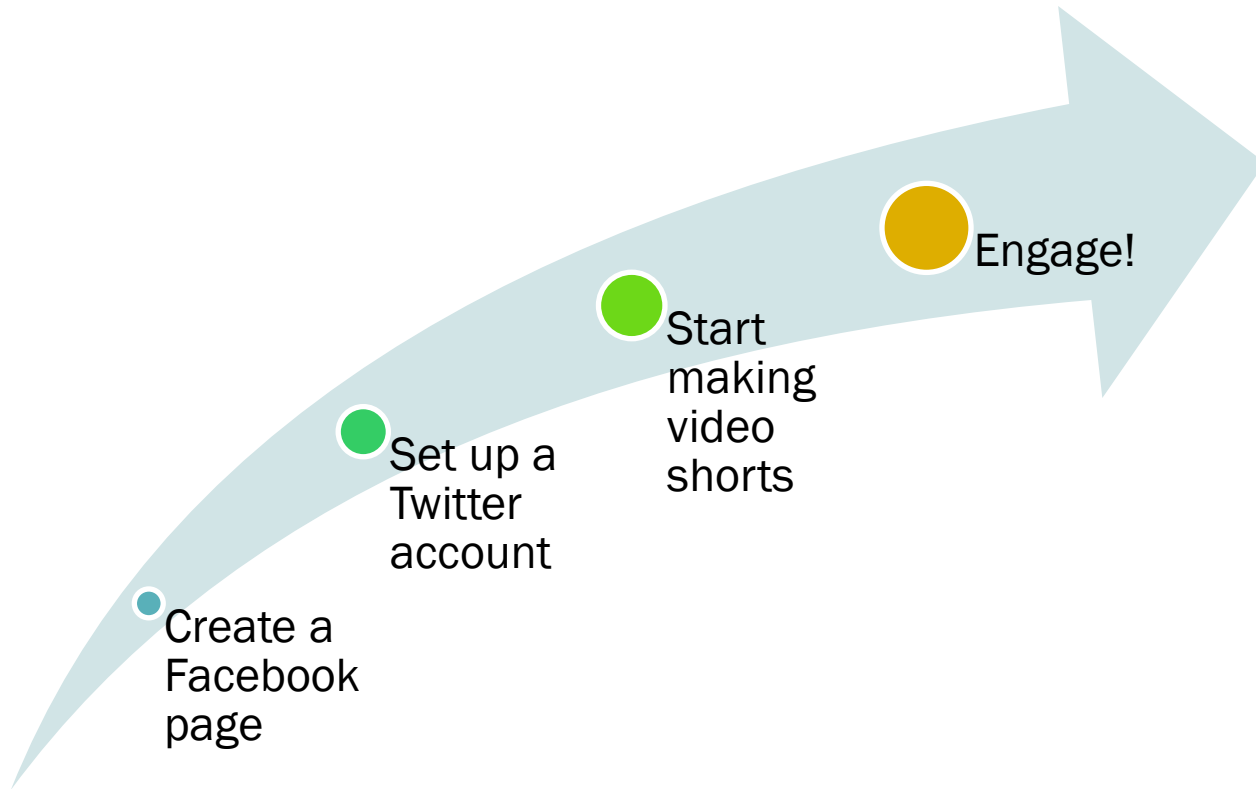 Create a
Facebook
page
Set up a
Twitter
account
Start
making
video
shorts
Engage!